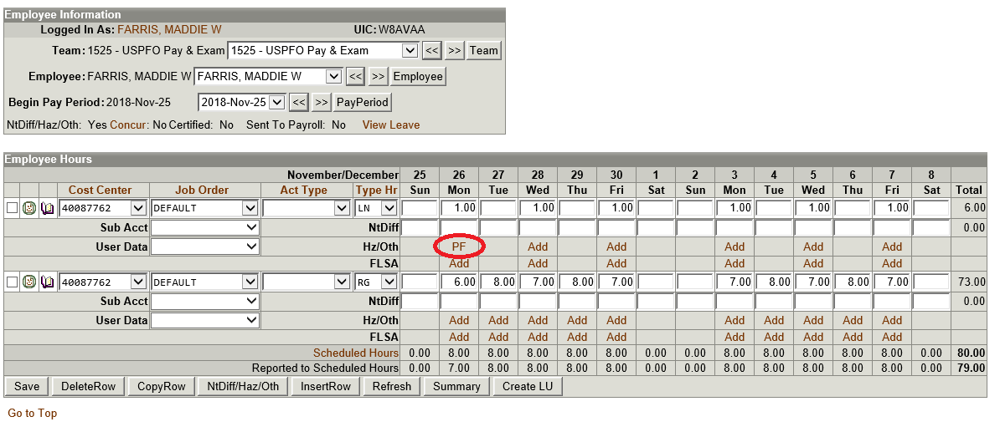 Employee Information
Logged In As: FARRIS, MADDIE W UIC: W8AVAA
Team: 1525 - USPFO Pay & Exam 1525 - USPFO Pay & Exam << >> Team
Employee: FARRIS, MADDIE W FARRIS, MADDIE W << >> Employee
Begin Pay Period: 2018-Nov-25 2018-Nov-25 << >> PayPeriod
NtDiff/Haz/Oth: Yes Concur: No Certified: No Sent To Payroll: No View Leave
Employee Hours
November/December 25 26 27 28 29 30 1 2 3 4 5 6 7 8
Cost Center Job Order Act Type Type Hr Sun Mon Tue Wed Thu Fri Sat Sun Mon Tue Wed Thu Fri Sat Total
40087762 DEFAULT LN 1.00 1.00 1.00 1.00 1.00 1.00 6.00
Sub Acct NtDiff 0.00
User Data Hz/Oth PF Add Add Add Add Add
FLSA Add Add Add Add Add Add
40087762 DEFAULT RG 6.00 8.00 7.00 8.00 7.00 7.00 8.00 7.00 8.00 7.00 73.00
Sub Acct NtDiff 0.00
User Data Hz/Oth Add Add Add Add Add Add Add Add Add Add
FLSA Add Add Add Add Add Add Add Add Add Add
Scheduled Hours 0.00 8.00 8.00 8.00 8.00 8.00 0.00 0.00 8.00 8.00 8.00 8.00 8.00 0.00 80.00
Reported to Scheduled Hours 0.00 7.00 8.00 8.00 8.00 8.00 0.00 0.00 8.00 8.00 8.00 8.00 8.00 0.00 79.00
Save DeleteRow CopyRow NtDiff/Haz/Oth InsertRow Refresh Summary Create LU
Go to Top